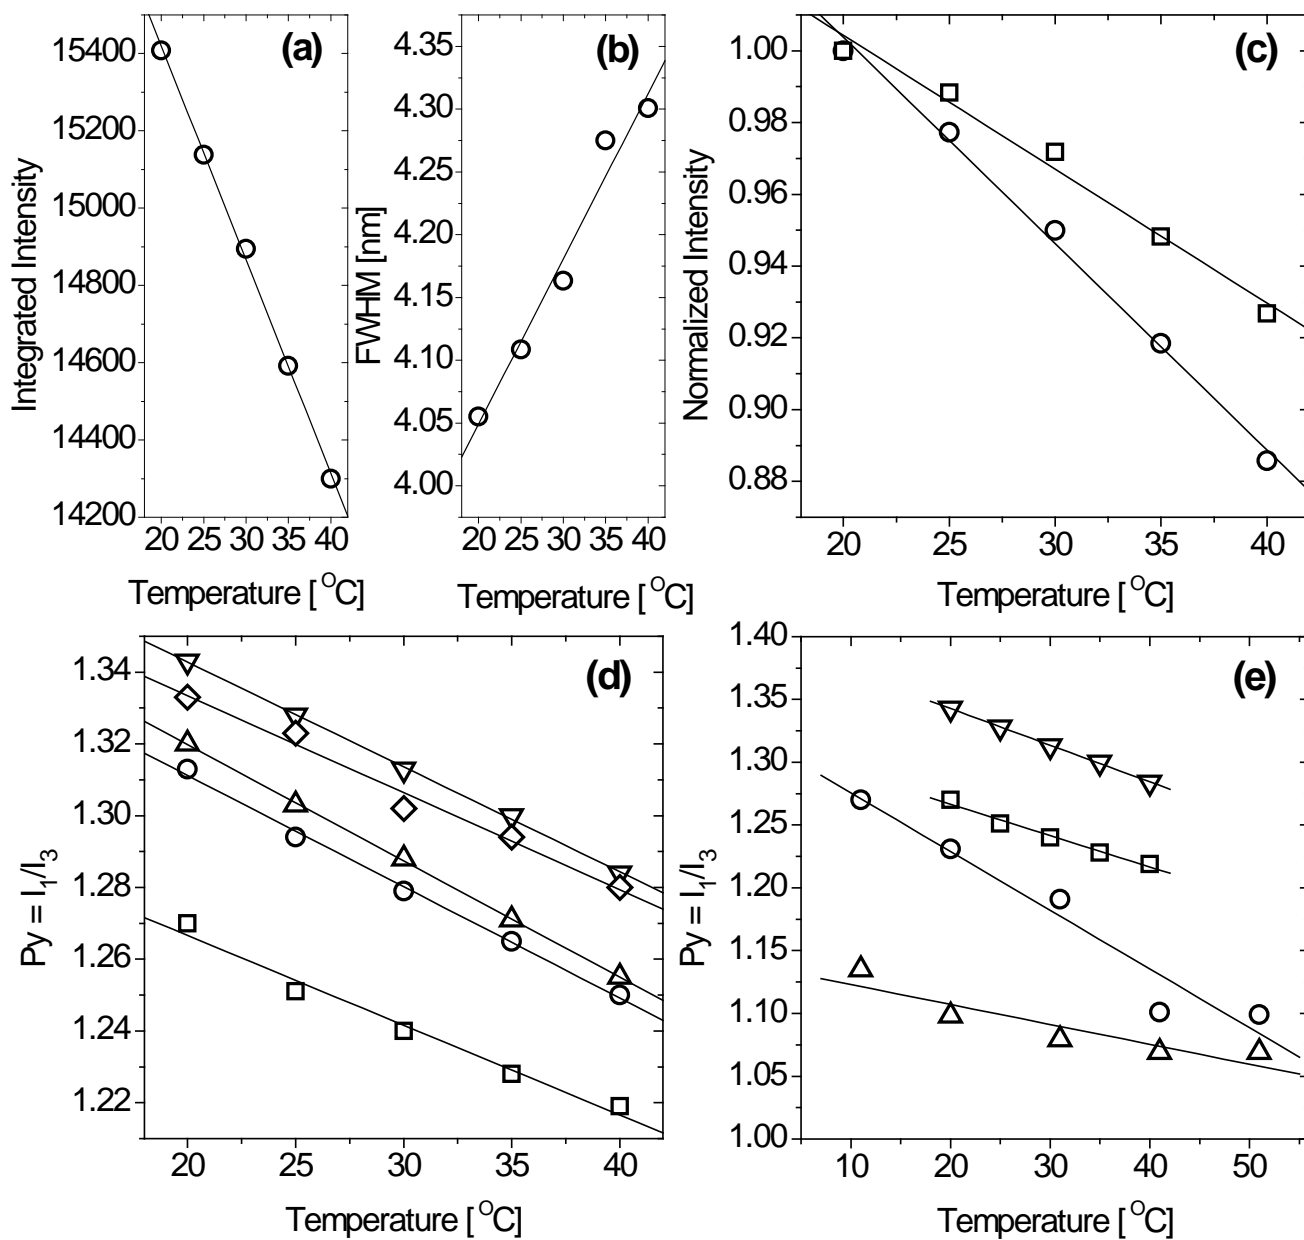 (a)
15400
15200
15000
14800
14600
14400
14200
Integrated Intensity
20 25 30 35 40
Temperature [ °C]
(b)
4.35
4.30
4.25
4.20
4.15
4.10
4.05
4.00
FWHM [nm]
20 25 30 35 40
Temperature [ °C]
(c)
1.00
0.98
0.96
0.94
0.92
0.90
0.88
Normalized Intensity
20 25 30 35 40
Temperature [ °C]
(d)
1.34
1.32
1.30
1.28
1.26
1.24
1.22
Py = I₁/I₃
20 25 30 35 40
Temperature [ °C]
(e)
1.40
1.35
1.30
1.25
1.20
1.15
1.10
1.05
1.00
Py = I₁/I₃
10 20 30 40 50
Temperature [ °C]